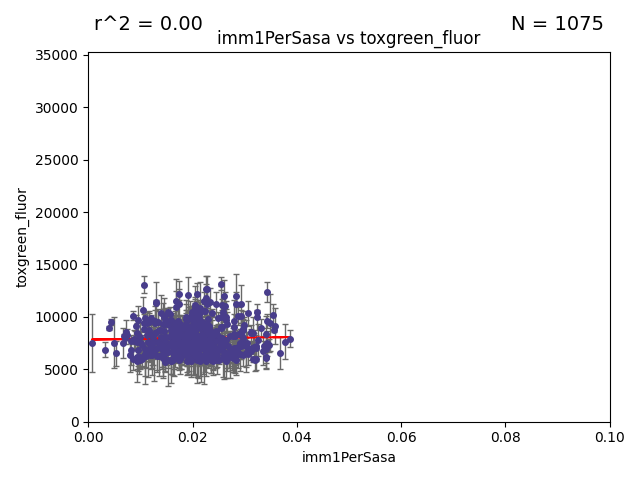 r^2 = 0.00
N = 1075
imm1PerSasa vs toxgreen_fluor
35000
30000
25000
20000
15000
10000
5000
0
toxgreen_fluor
0.00
0.02
0.04
0.06
0.08
0.10
imm1PerSasa